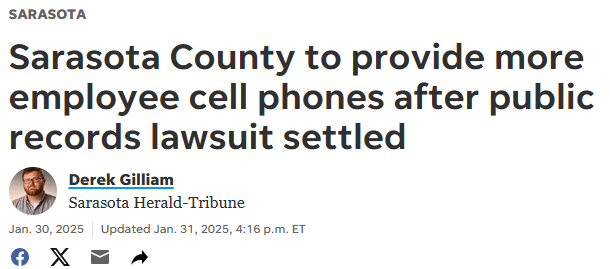 SARASOTA
Sarasota County to provide more
employee cell phones after public
records lawsuit settled
Derek Gilliam
Sarasota Herald-Tribune
Jan. 30, 2025 Updated Jan. 31, 2025, 4:16 p.m. ET